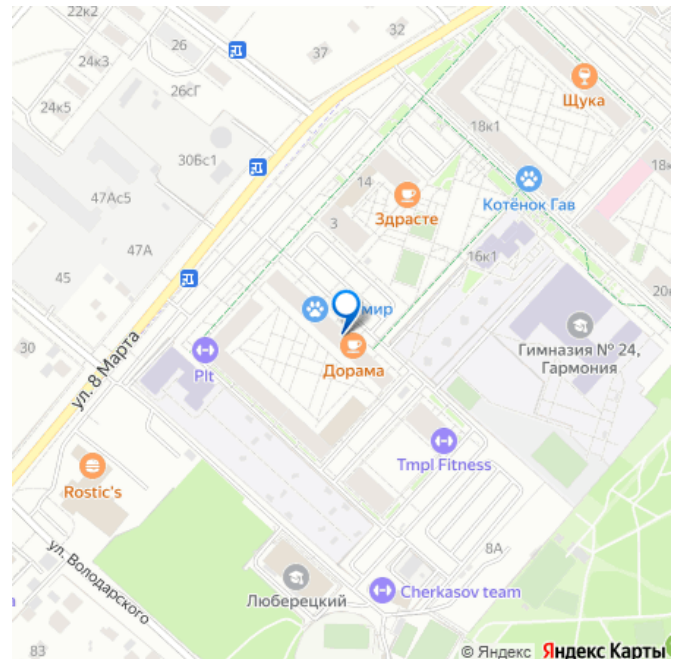 22к2
32
26
37
24к3
26сГ
Щука
24к5
18к1
30Бс1
18к
14
Котёнок Гав
47Ас5
Здрасте
3
47А
16к1
45
20
мир
30
Гимназия № 24,
Гармония
ул. 8 Марта
Plt
Дорама
Tmpl Fitness
Rostic's
8А
ул. Володарского
Люберецкий
Cherkasov team
а
83
© Яндекс Яндекс Карты